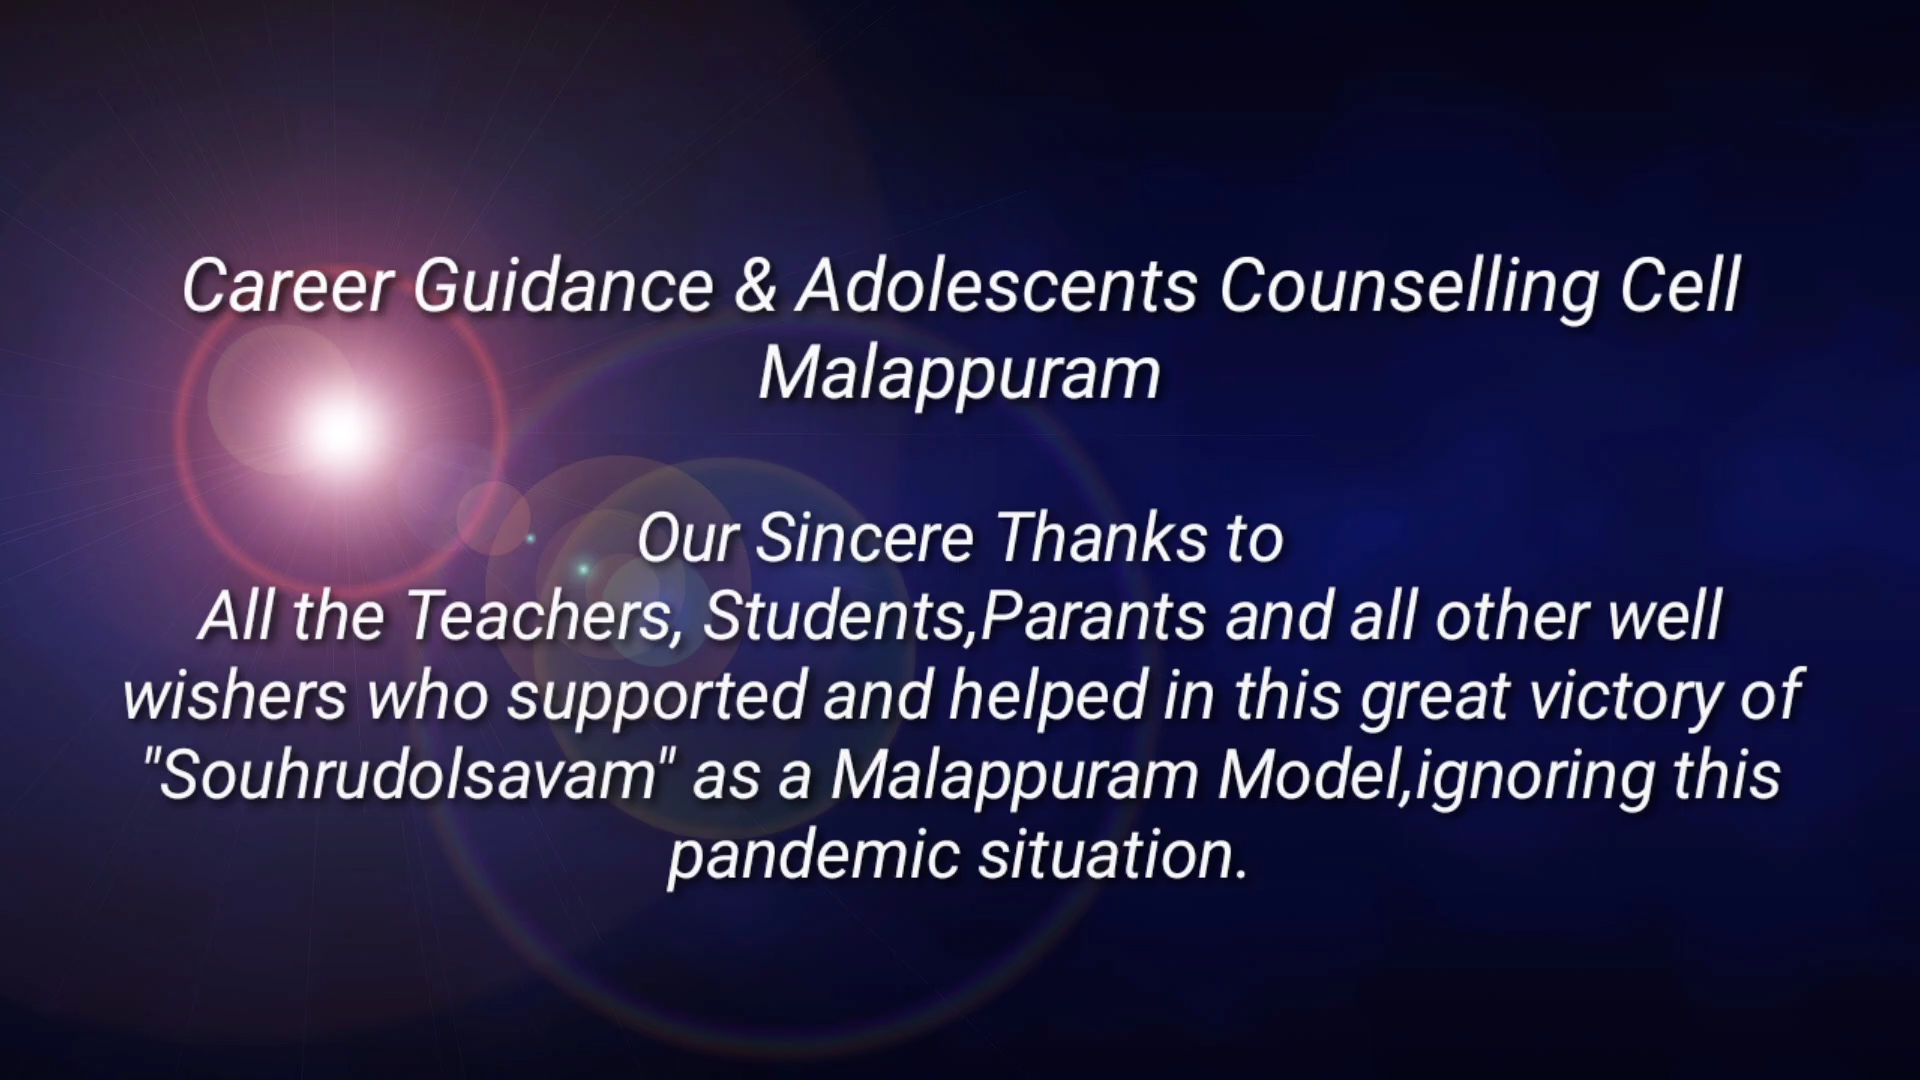 Career Guidance & Adolescents Counselling Cell
Malappuram
Our Sincere Thanks to
All the Teachers, Students,Parants and all other well
wishers who supported and helped in this great victory of
"Souhrudolsavam" as a Malappuram Model,ignoring this
pandemic situation.